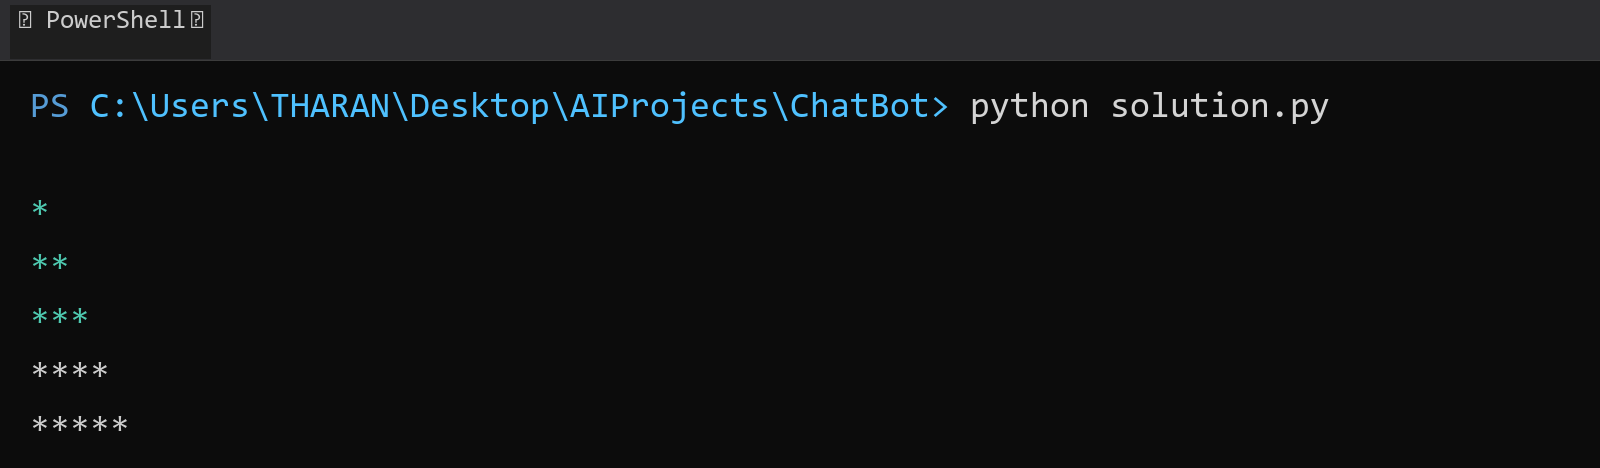 PowerShell
PS C:\Users\THARAN\Desktop\AIProjects\ChatBot> python solution.py
*
**
***
****
*****